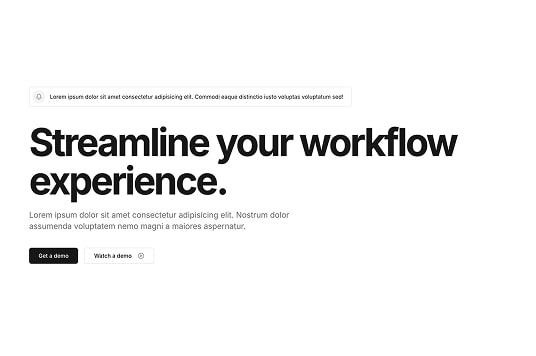 Lorem ipsum dolor sit amet consectetur adipisicing elit. Commodi eaque distinctio iusto voluptas voluptatum sed!
Streamline your workflow
experience.
Lorem ipsum dolor sit amet consectetur adipisicing elit. Nostrum dolor
assumenda voluptatem nemo magni a maiores aspernatur.
Get a demo
Watch a demo